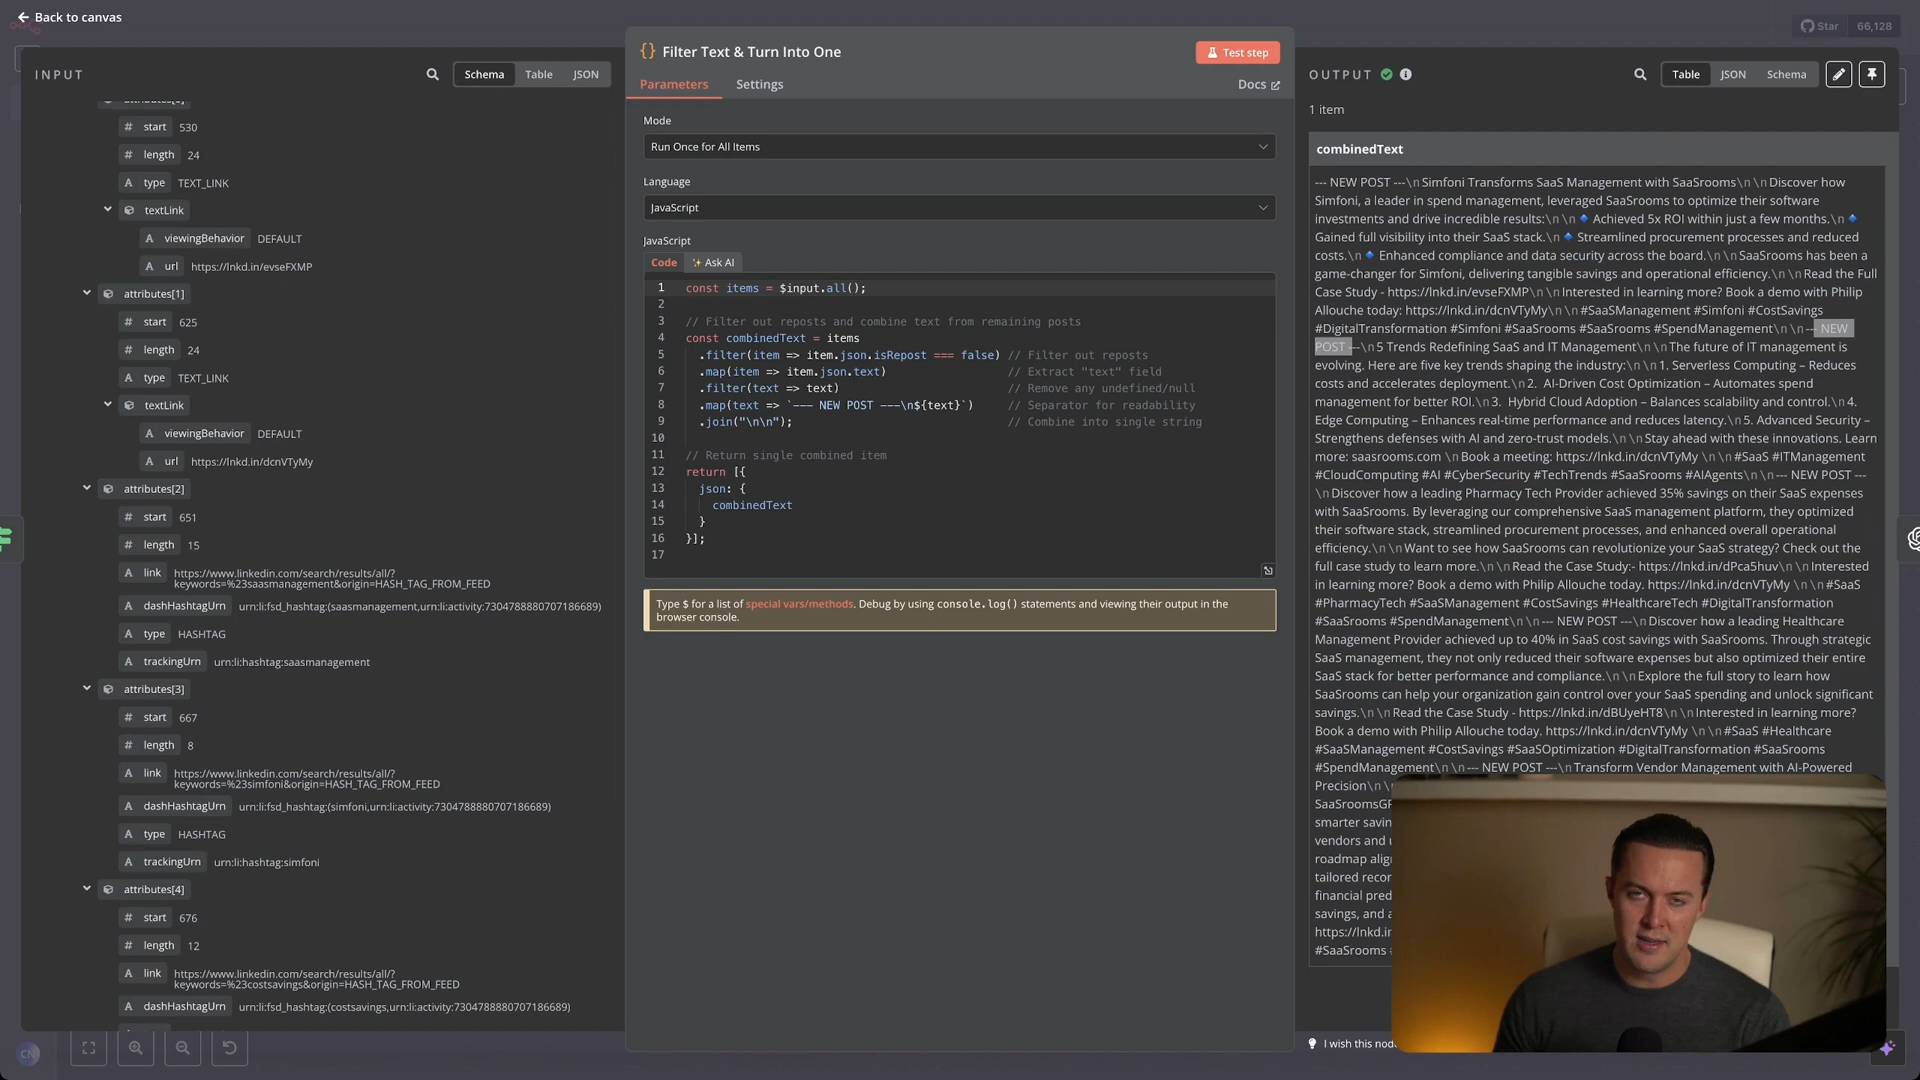 Back to canvas
Star 66,128
INPUT
Schema Table JSON
start 530
length 24
type TEXT_LINK
textLink
viewingBehavior DEFAULT
url https://lnkd.in/evseFXMP
attributes[1]
start 625
length 24
type TEXT_LINK
textLink
viewingBehavior DEFAULT
url https://lnkd.in/dcnVTyMy
attributes[2]
start 651
length 15
link https://www.linkedin.com/search/results/all/?
keywords=%23saasmanagement&origin=HASH_TAG_FROM_FEED
dashHashtagUrn urn:li:fsd_hashtag:(saasmanagement,urn:li:activity:7304788880707186689)
type HASHTAG
trackingUrn urn:li:hashtag:saasmanagement
attributes[3]
start 667
length 8
link https://www.linkedin.com/search/results/all/?
keywords=%23simfoni&origin=HASH_TAG_FROM_FEED
dashHashtagUrn urn:li:fsd_hashtag:(simfoni,urn:li:activity:7304788880707186689)
type HASHTAG
trackingUrn urn:li:hashtag:simfoni
attributes[4]
start 676
length 12
link https://www.linkedin.com/search/results/all/?
keywords=%23costsavings&origin=HASH_TAG_FROM_FEED
dashHashtagUrn urn:li:fsd_hashtag:(costsavings,urn:li:activity:7304788880707186689)
CN
{} Filter Text & Turn Into One
Test step
Parameters Settings
Docs
Mode
Run Once for All Items
Language
JavaScript
JavaScript
Code Ask AI
1 const items = $input.all();
2
3 // Filter out reposts and combine text from remaining posts
4 const combinedText = items
5 .filter(item => item.json.isRepost === false) // Filter out reposts
6 .map(item => item.json.text) // Extract "text" field
7 .filter(text => text) // Remove any undefined/null
8 .map(text => `--- NEW POST ---\n${text}`) // Separator for readability
9 .join("\n\n"); // Combine into single string
10
11 // Return single combined item
12 return [{
13 json: {
14 combinedText
15 }
16 }];
17
Type $ for a list of special vars/methods. Debug by using console.log() statements and viewing their output in the
browser console.
OUTPUT
Table JSON Schema
1 item
combinedText
--- NEW POST ---\n Simfoni Transforms SaaS Management with SaaSrooms\n\n Discover how
Simfoni, a leader in spend management, leveraged SaaSrooms to optimize their software
investments and drive incredible results:\n\n🔹 Achieved 5x ROI within just a few months.\n🔹
Gained full visibility into their SaaS stack.\n🔹 Streamlined procurement processes and reduced
costs.\n🔹 Enhanced compliance and data security across the board.\n\n SaaSrooms has been a
game-changer for Simfoni, delivering tangible savings and operational efficiency.\n\n Read the Full
Case Study - https://lnkd.in/evseFXMP\n\n Interested in learning more? Book a demo with Philip
Allouche today: https://lnkd.in/dcnVTyMy\n\n #SaaSManagement #Simfoni #CostSavings
#DigitalTransformation #Simfoni #SaaSrooms #SaaSrooms #SpendManagement\n\n --- NEW
POST ---\n 5 Trends Redefining SaaS and IT Management\n\n The future of IT management is
evolving. Here are five key trends shaping the industry:\n\n 1. Serverless Computing – Reduces
costs and accelerates deployment.\n 2. AI-Driven Cost Optimization – Automates spend
management for better ROI.\n 3. Hybrid Cloud Adoption – Balances scalability and control.\n 4.
Edge Computing – Enhances real-time performance and reduces latency.\n 5. Advanced Security –
Strengthens defenses with AI and zero-trust models.\n\n Stay ahead with these innovations. Learn
more: saasrooms.com \n Book a meeting: https://lnkd.in/dcnVTyMy \n\n #SaaS #ITManagement
#CloudComputing #AI #CyberSecurity #TechTrends #SaaSrooms #AIAgents\n\n --- NEW POST ---
\n Discover how a leading Pharmacy Tech Provider achieved 35% savings on their SaaS expenses
with SaaSrooms. By leveraging our comprehensive SaaS management platform, they optimized
their software stack, streamlined procurement processes, and enhanced overall operational
efficiency.\n\n Want to see how SaaSrooms can revolutionize your SaaS strategy? Check out the
full case study to learn more.\n\n Read the Case Study:- https://lnkd.in/dPca5huv\n\n Interested
in learning more? Book a demo with Philip Allouche today. https://lnkd.in/dcnVTyMy \n\n #SaaS
#PharmacyTech #SaaSManagement #CostSavings #HealthcareTech #DigitalTransformation
#SaaSrooms #SpendManagement\n\n --- NEW POST ---\n Discover how a leading Healthcare
Management Provider achieved up to 40% in SaaS cost savings with SaaSrooms. Through strategic
SaaS management, they not only reduced their software expenses but also optimized their entire
SaaS stack for better performance and compliance.\n\n Explore the full story to learn how
SaaSrooms can help your organization gain control over your SaaS spending and unlock significant
savings.\n\n Read the Case Study - https://lnkd.in/dBUyeHT8\n\n Interested in learning more?
Book a demo with Philip Allouche today. https://lnkd.in/dcnVTyMy \n\n #SaaS #Healthcare
#SaaSManagement #CostSavings #SaaSOptimization #DigitalTransformation #SaaSrooms
#SpendManagement\n\n --- NEW POST ---\n Transform Vendor Management with AI-Powered
Precision\n
SaaSroomsG
smarter savin
vendors and
roadmap alig
tailored recor
financial pred
savings, and a
https://lnkd.in
#SaaSrooms
I wish this node